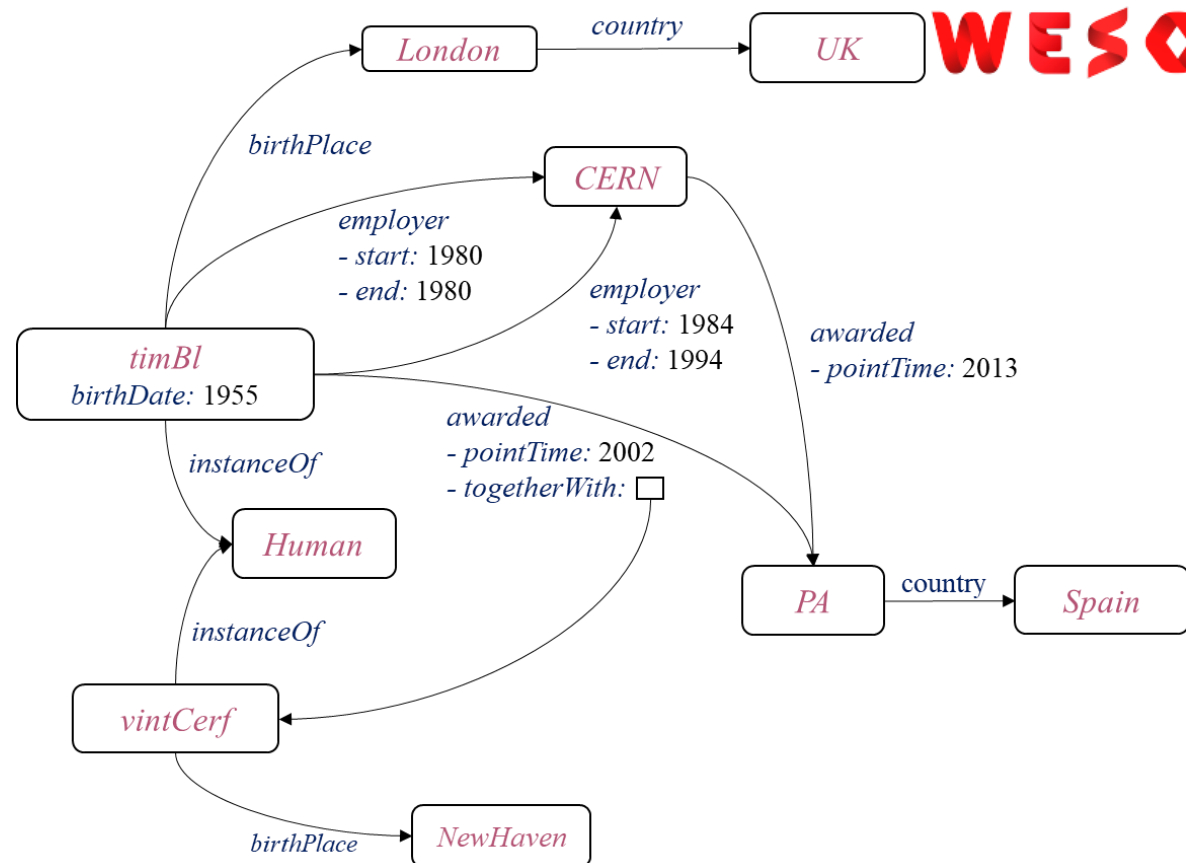 London
country
UK
WESO
birthPlace
CERN
employer
- start: 1980
- end: 1980
employer
- start: 1984
- end: 1994
awarded
- pointTime: 2013
timBl
birthDate: 1955
awarded
- pointTime: 2002
- togetherWith:
instanceOf
Human
PA
country
Spain
instanceOf
vintCerf
birthPlace
NewHaven